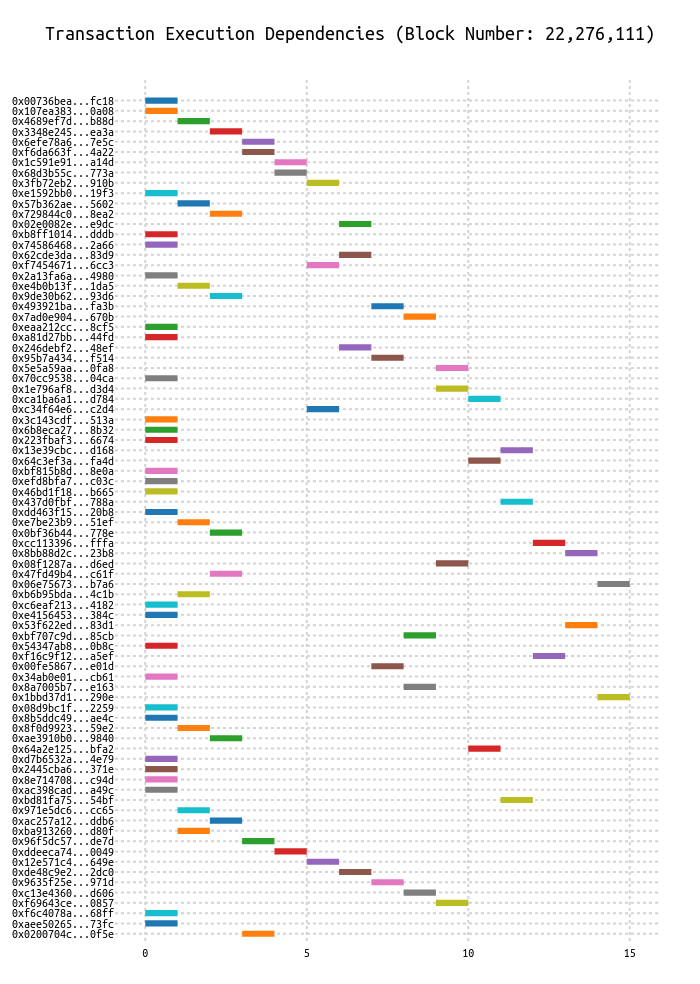 Transaction Execution Dependencies (Block Number: 22,276,111)
0x00736bea...fc18
0x107ea383...0a08
0x4689ef7d...b88d
0x3348e245...ea3a
0x6efe78a6...7e5c
0xf6da663f...4a22
0x1c591e91...a14d
0x68d3b55c...773a
0x3fb72eb2...910b
0xe1592bb0...19f3
0x57b362ae...5602
0x729844c0...8ea2
0x02e0082e...e9dc
0xb8ff1014...dddb
0x74586468...2a66
0x62cde3da...83d9
0xf7454671...6cc3
0x2a13fa6a...4980
0xe4b0b13f...1da5
0x9de30b62...93d6
0x493921ba...fa3b
0x7ad0e904...670b
0xeaa212cc...8cf5
0xa81d27bb...44fd
0x246debf2...48ef
0x95b7a434...f514
0x5e5a59aa...0fa8
0x70cc9538...04ca
0x1e796af8...d3d4
0xca1ba6a1...d784
0xc34f64e6...c2d4
0x3c143cdf...513a
0x6b8eca27...8b32
0x223fbaf3...6674
0x13e39cbc...d168
0x64c3ef3a...fa4d
0xbf815b8d...8e0a
0xefd8bfa7...c03c
0x46bd1f18...b665
0x437d0fbf...788a
0xdd463f15...20b8
0xe7be23b9...51ef
0x0bf36b44...778e
0xcc113396...fffa
0x8bb88d2c...23b8
0x08f1287a...d6ed
0x47fd49b4...c61f
0x06e75673...b7a6
0xb6b95bda...4c1b
0xc6eaf213...4182
0xe4156453...384c
0x53f622ed...83d1
0xbf707c9d...85cb
0x54347ab8...0b8c
0xf16c9f12...a5ef
0x00fe5867...e01d
0x34ab0e01...cb61
0x8a7005b7...e163
0x1bbd37d1...290e
0x08d9bc1f...2259
0x8b5ddc49...ae4c
0x8f0d9923...59e2
0xae3910b0...9840
0x64a2e125...bfa2
0xd7b6532a...4e79
0x2445cba6...371e
0x8e714708...c94d
0xac398cad...a49c
0xbd81fa75...54bf
0x971e5dc6...cc65
0xac257a12...ddb6
0xba913260...d80f
0x96f5dc57...de7d
0xddeeca74...0049
0x12e571c4...649e
0xde48c9e2...2dc0
0x9635f25e...971d
0xc13e4360...d606
0xf69643ce...0857
0xf6c4078a...68ff
0xaee50265...73fc
0x0200704c...0f5e
0 5 10 15